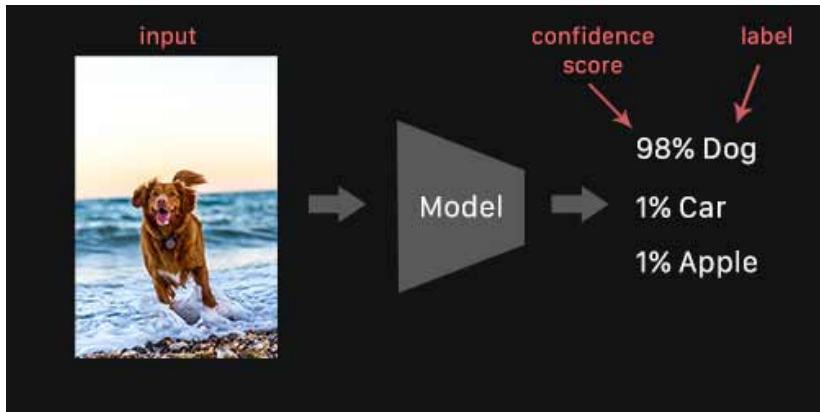 input
confidence
score
label
Model
98% Dog
1% Car
1% Apple